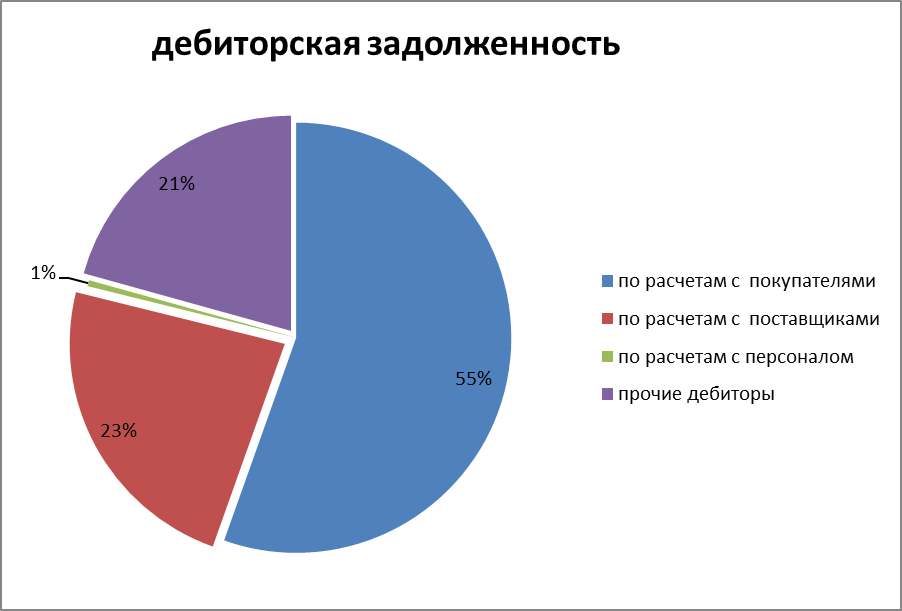 дебиторская задолженность
21%
1%
23%
55%
по расчетам с  покупателями
по расчетам с  поставщиками
по расчетам с персоналом
прочие дебиторы